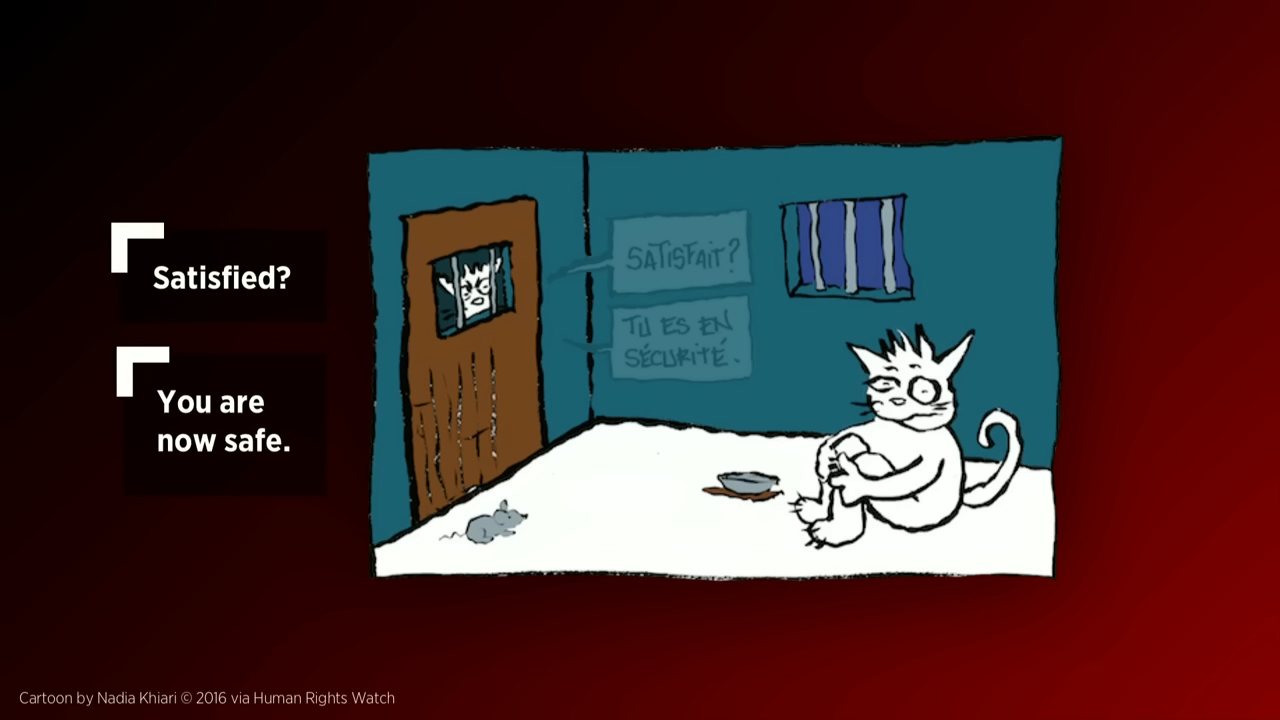 Satisfied?
You are
now safe.
SATISFAIT?
TU ES EN
SÉCURITÉ.
Cartoon by Nadia Khiari © 2016 via Human Rights Watch